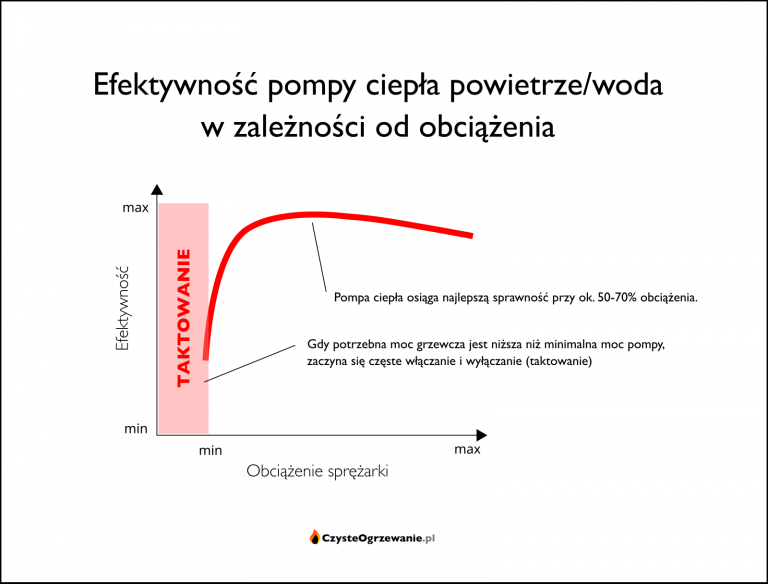 Efektywność pompy ciepła powietrze/woda
w zależności od obciążenia
max
TAKTOWANIE
Efektywność
Pompa ciepła osiąga najlepszą sprawność przy ok. 50-70% obciążenia.
Gdy potrzebna moc grzewcza jest niższa niż minimalna moc pompy,
zaczyna się częste włączanie i wyłączanie (taktowanie)
min
min
max
Obciążenie sprężarki
CzysteOgrzewanie.pl